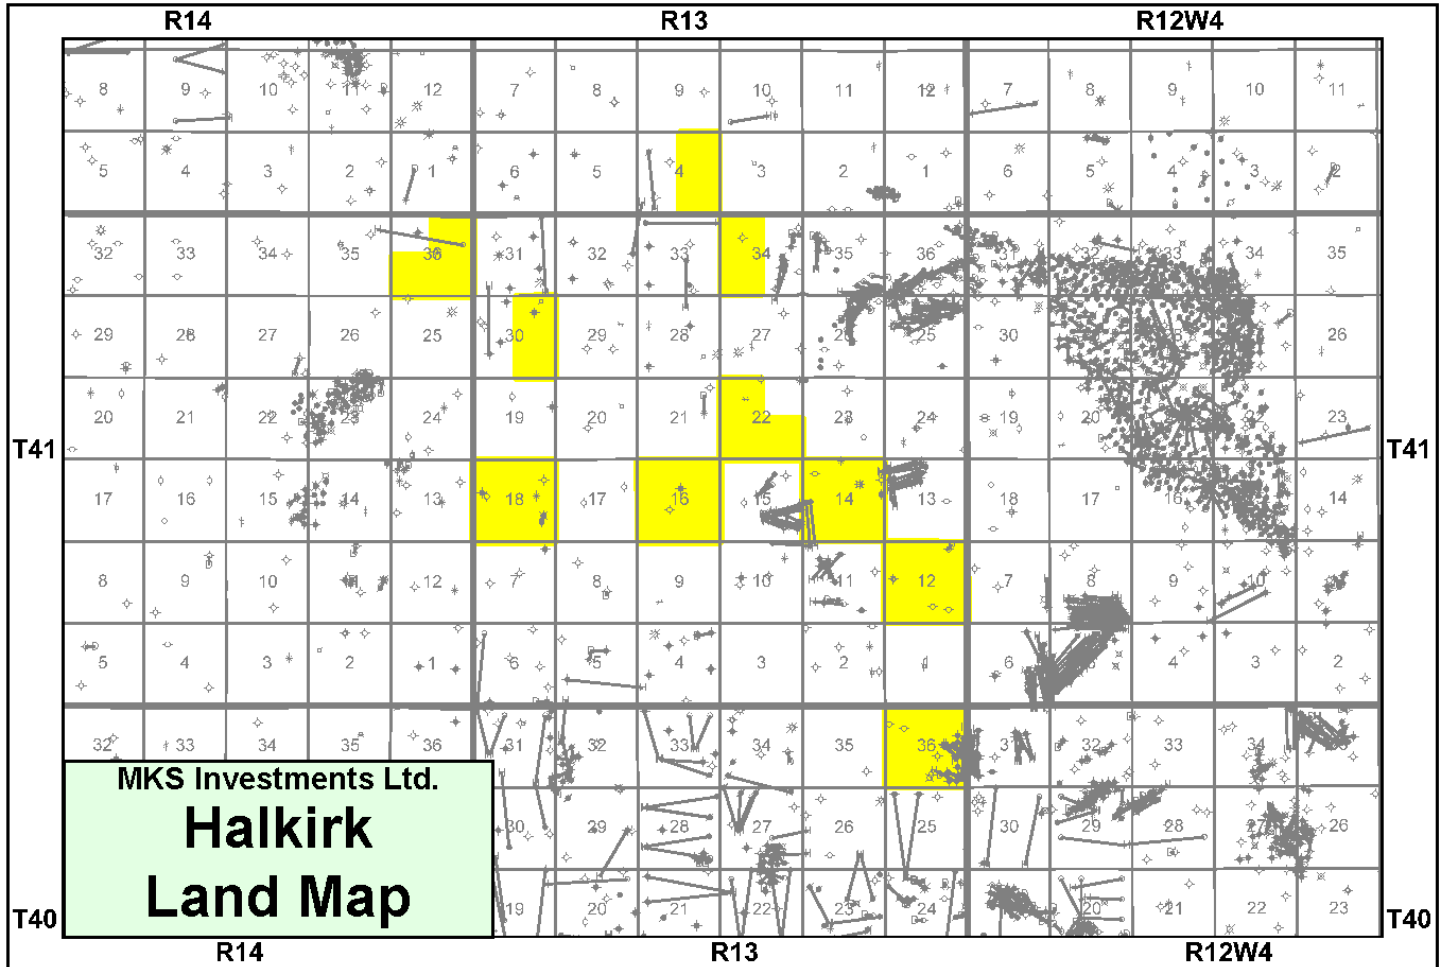 R14 R13 R12W4
8 9 10 11 12 7 8 9 10 11 12 7 8 9 10 11
5 4 3 2 1 6 5 4 3 2 1 6 5 4 3 2
32 33 34 35 36 31 32 33 34 35 36 31 32 33 34 35
29 28 27 26 25 30 29 28 27 26 25 30 28 26
20 21 22 23 24 19 20 21 22 23 24 19 20 21 22 23
T41 T41
17 16 15 14 13 18 17 16 15 14 13 18 17 16 14
8 9 10 11 12 7 8 9 10 11 12 7 8 9 10
5 4 3 2 1 6 5 4 3 2 1 6 4 3 2
32 33 34 35 36 31 32 33 34 35 36 31 32 33 34
MKS Investments Ltd.
Halkirk
Land Map
30 29 28 27 26 25 30 29 28 27 26
19 20 21 22 23 24 20 21 22 23
T40 T40
R14 R13 R12W4